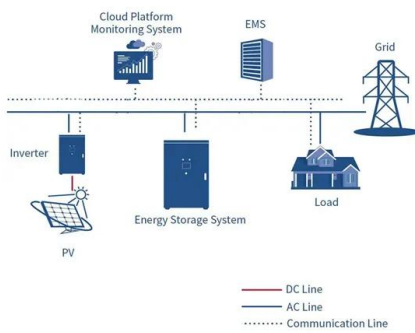 Cloud Platform
Monitoring System
EMS
Grid
Inverter
Energy Storage System
Load
PV
DC Line
AC Line
Communication Line